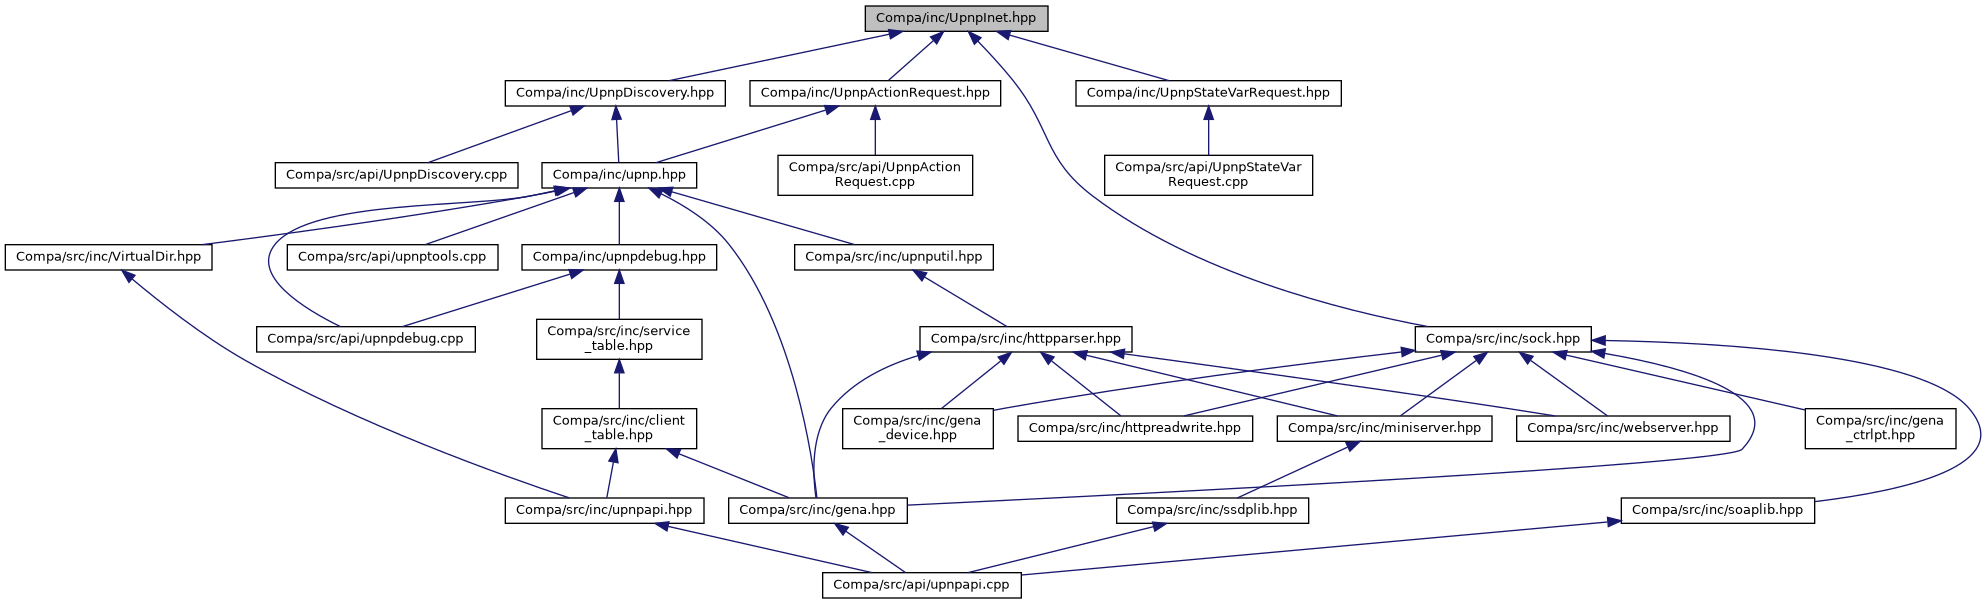 Compa/inc/UpnpInet.hpp
Compa/inc/UpnpDiscovery.hpp
Compa/inc/UpnpActionRequest.hpp
Compa/inc/UpnpStateVarRequest.hpp
Compa/src/api/UpnpDiscovery.cpp
Compa/inc/upnp.hpp
Compa/src/api/UpnpAction
Request.cpp
Compa/src/api/UpnpStateVar
Request.cpp
Compa/src/inc/VirtualDir.hpp
Compa/src/api/upnptools.cpp
Compa/inc/upnpdebug.hpp
Compa/src/inc/upnputil.hpp
Compa/src/api/upnpdebug.cpp
Compa/src/inc/service
_table.hpp
Compa/src/inc/httpparser.hpp
Compa/src/inc/sock.hpp
Compa/src/inc/client
_table.hpp
Compa/src/inc/gena
_device.hpp
Compa/src/inc/httpreadwrite.hpp
Compa/src/inc/miniserver.hpp
Compa/src/inc/webserver.hpp
Compa/src/inc/gena
_ctrlpt.hpp
Compa/src/inc/upnpapi.hpp
Compa/src/inc/gena.hpp
Compa/src/inc/ssdplib.hpp
Compa/src/inc/soaplib.hpp
Compa/src/api/upnpapi.cpp